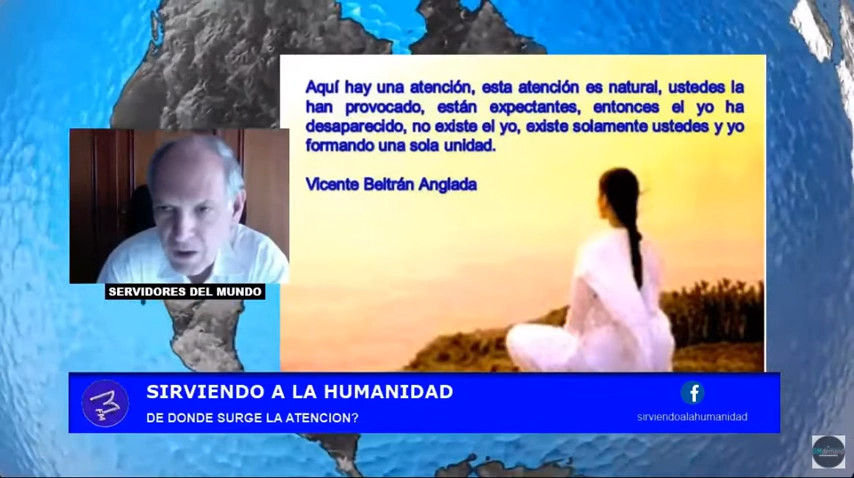 Aquí hay una atención, esta atención es natural, ustedes la
han provocado, están expectantes, entonces el yo ha
desaparecido, no existe el yo, existe solamente ustedes y yo
formando una sola unidad.
Vicente Beltrán Anglada
SERVIDORES DEL MUNDO
SIRVIENDO A LA HUMANIDAD
DE DONDE SURGE LA ATENCION?
sirviendoalahumanidad